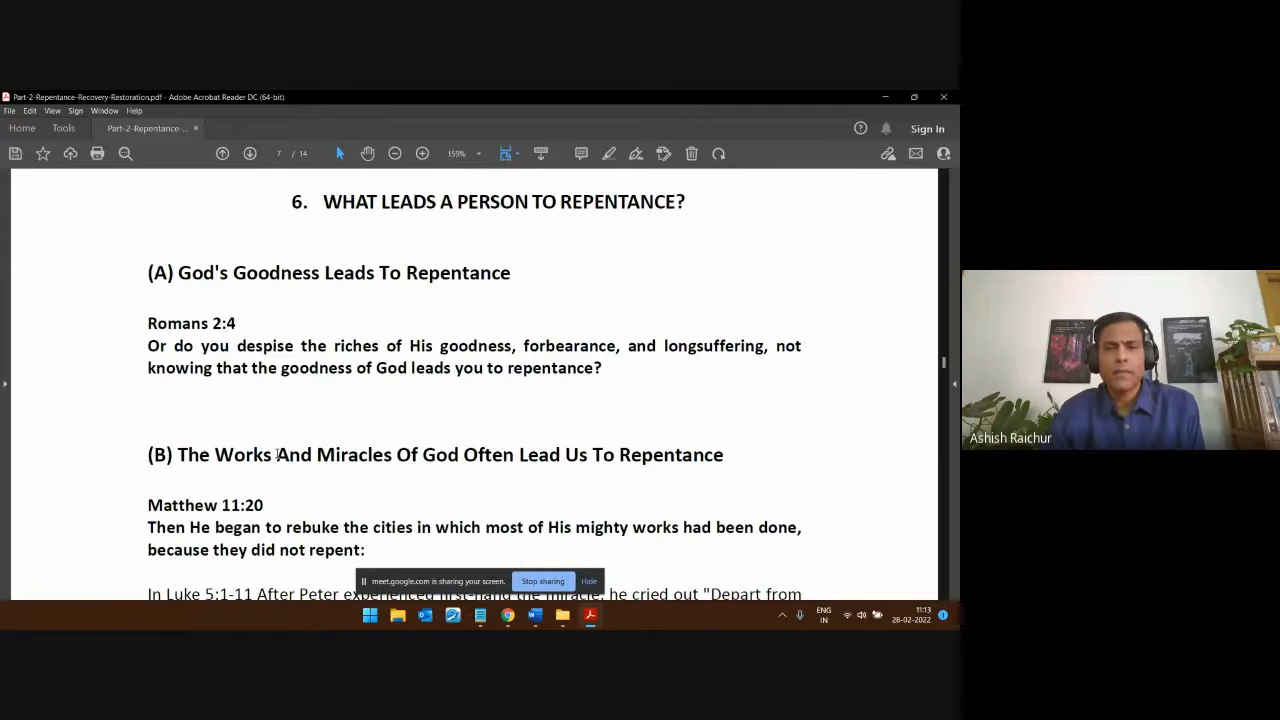 Part-2-Repentance-Recovery-Restoration.pdf - Adobe Acrobat Reader DC (64-bit)
File Edit View Sign Window Help
Home Tools Part-2-Repentance-... × Sign In
7 / 14 159%
6. WHAT LEADS A PERSON TO REPENTANCE?
(A) God's Goodness Leads To Repentance
Romans 2:4
Or do you despise the riches of His goodness, forbearance, and longsuffering, not
knowing that the goodness of God leads you to repentance?
(B) The Works And Miracles Of God Often Lead Us To Repentance
Matthew 11:20
Then He began to rebuke the cities in which most of His mighty works had been done,
because they did not repent:
meet.google.com is sharing your screen. Stop sharing Hide
In Luke 5:1-11 After Peter experienced first-hand the miracle, he cried out "Depart from
ENG
IN
11:13
28-02-2022
Ashish Raichur